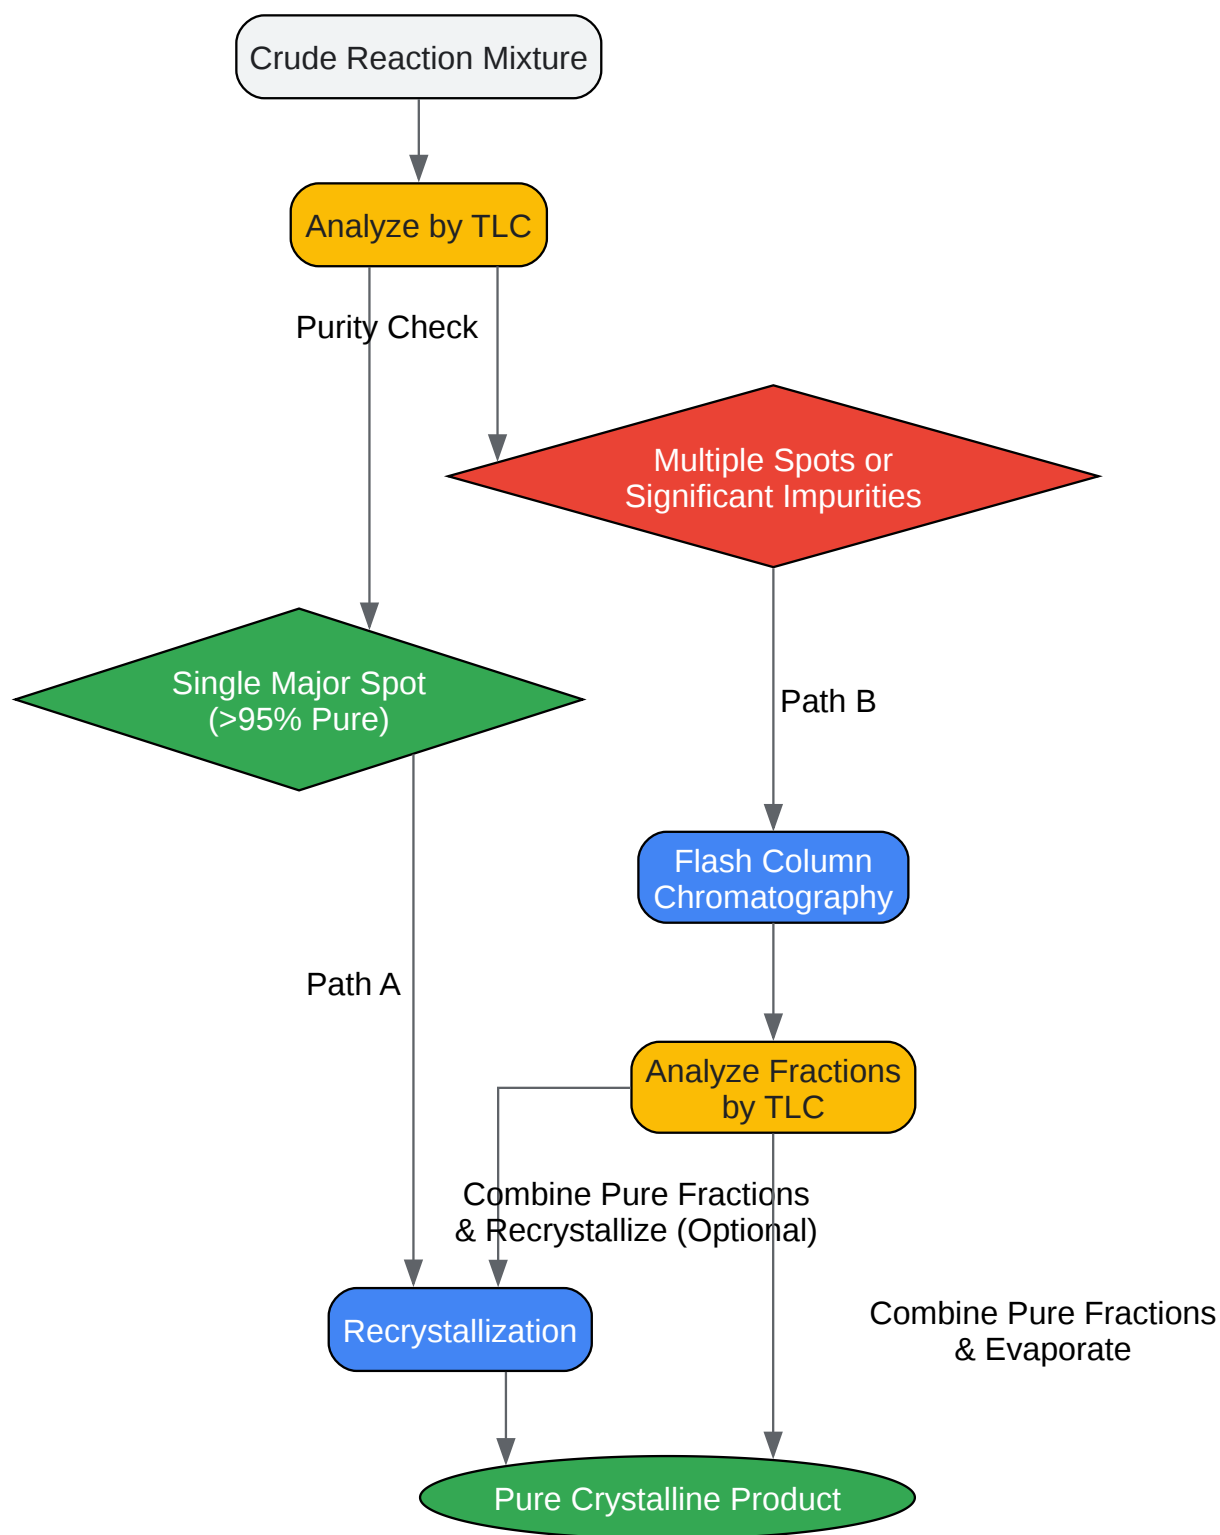 Crude Reaction Mixture
Analyze by TLC
Purity Check
Multiple Spots or
Significant Impurities
Single Major Spot
(>95% Pure)
Path B
Flash Column
Chromatography
Path A
Analyze Fractions
by TLC
Combine Pure Fractions
& Recrystallize (Optional)
Combine Pure Fractions
& Evaporate
Recrystallization
Pure Crystalline Product